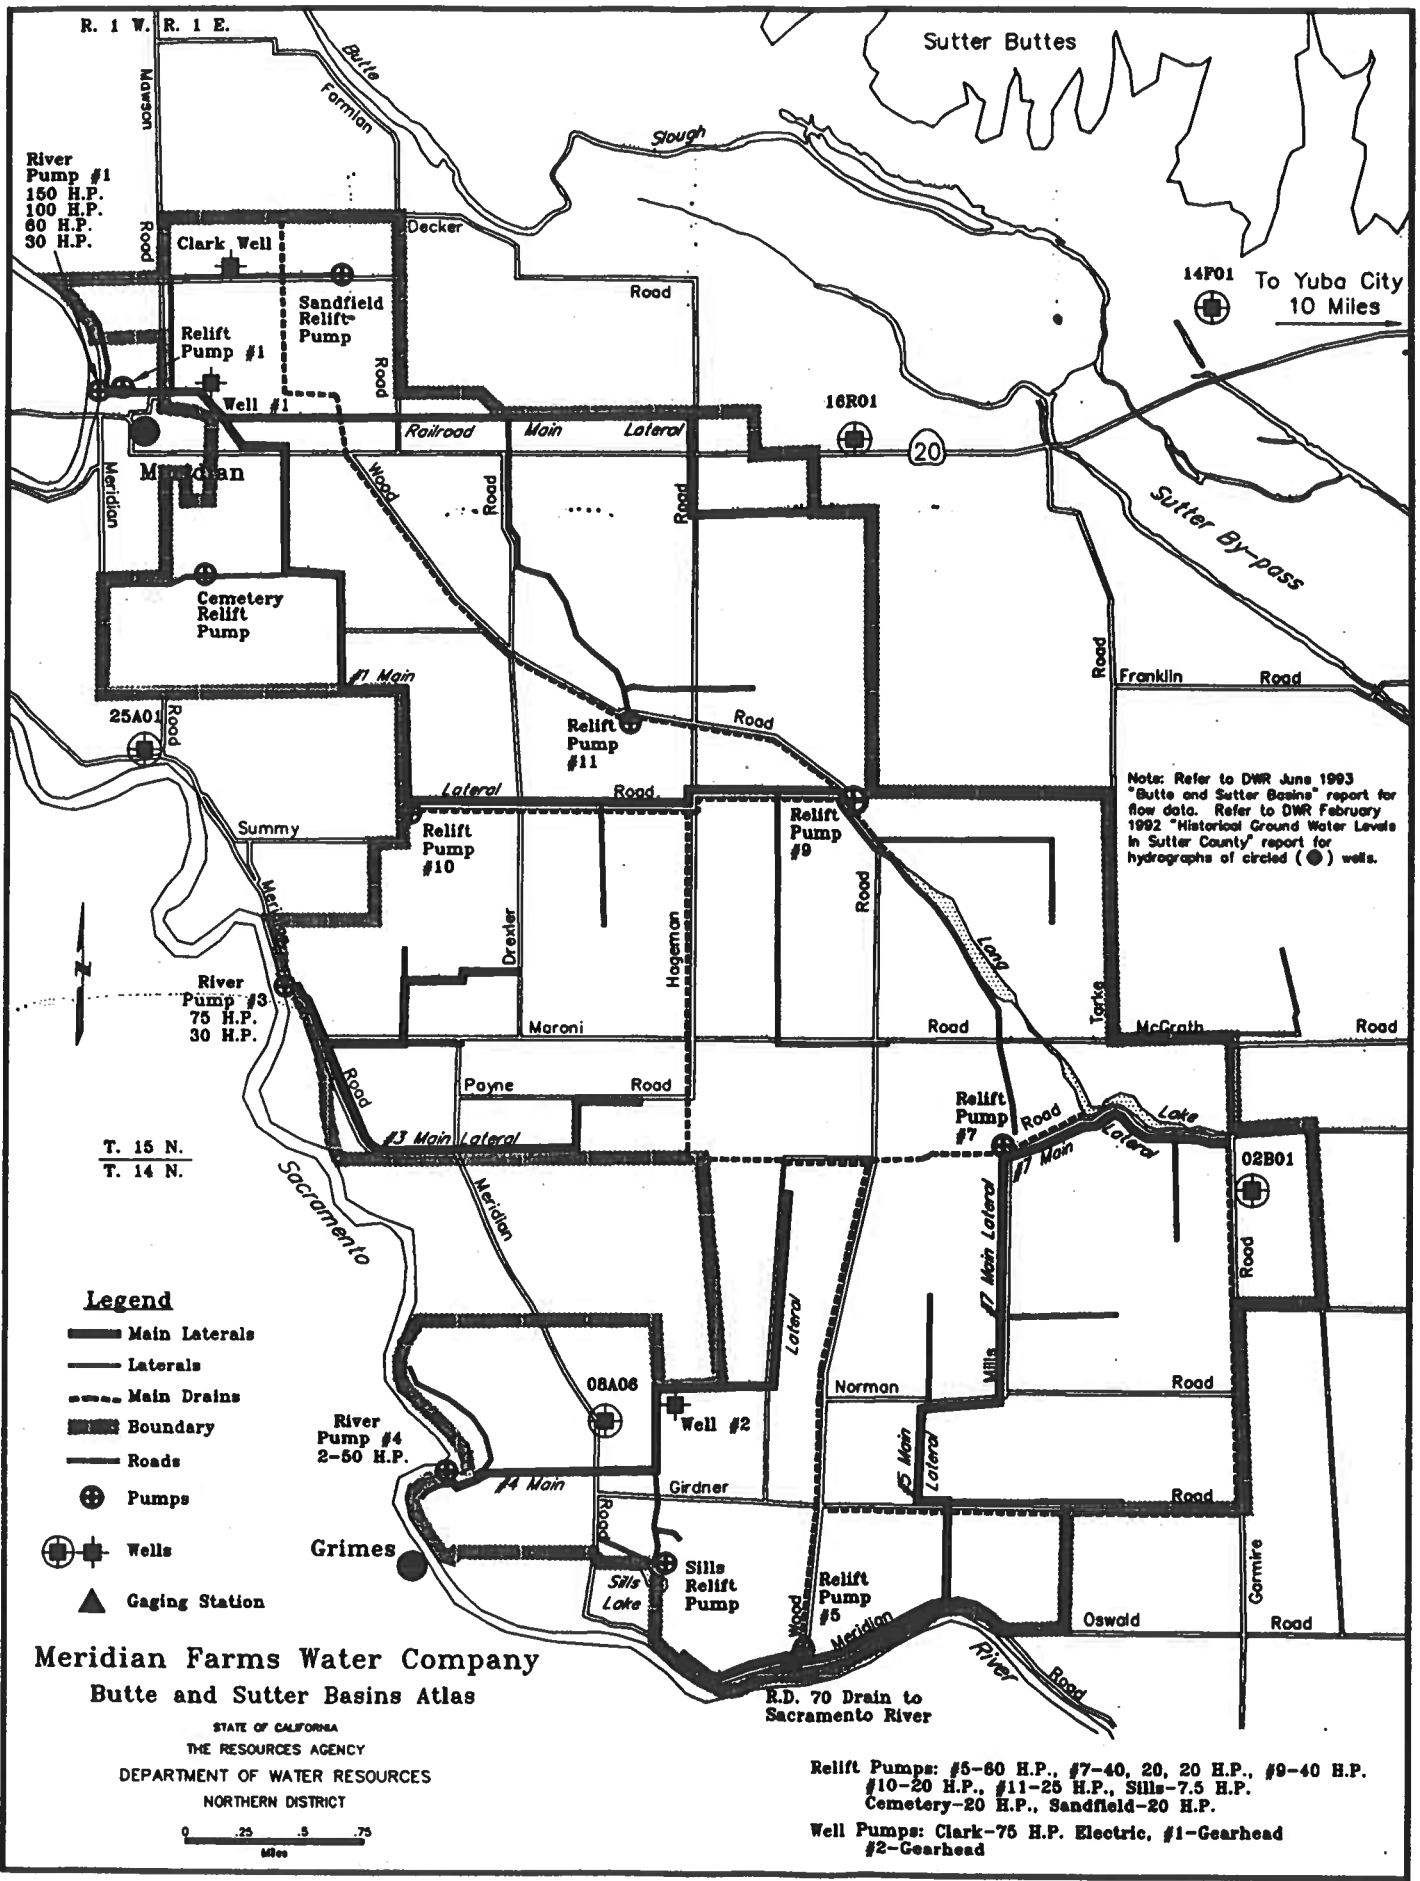 R. 1 W. R. 1 E.
Sutter Buttes
Butte
Slough
Mawson
Road
Farmlan
River
Pump #1
150 H.P.
100 H.P.
60 H.P.
30 H.P.
Decker
Road
Clark Well
Sandfield
Relift
Pump
Road
14F01
To Yuba City
10 Miles
Relift
Pump #1
Well #1
16R01
20
Railroad Main Lateral
Meridian
Meridian
Road
Wood
Road
Road
Sutter By-pass
Cemetery
Relift
Pump
Road
Franklin Road
#1 Main
25A01
Relift
Pump
#11
Road
Lateral Road
Note: Refer to DWR June 1993
"Butte and Sutter Basins" report for
flow data. Refer to DWR February
1992 "Historical Ground Water Levels
in Sutter County" report for
hydrographs of circled ( ) wells.
Summy
Relift
Pump
#10
Relift
Pump
#9
Road
Meridian
Drexler
Hageman
Long
Tarke
River
Pump #3
75 H.P.
30 H.P.
Maroni
Road
McGrath Road
Road
Payne Road
Relift
Pump
#7
Road
Lake
#3 Main Lateral
#7 Main
Lateral
T. 15 N.
T. 14 N.
02B01
Sacramento
Meridian
Lateral
#7 Main Lateral
Road
Legend
Main Laterals
Laterals
Main Drains
Boundary
Roads
Pumps
Wells
Gaging Station
Mills
08A06
Norman Road
River
Pump #4
2-50 H.P.
Well #2
#5 Main
Lateral
#4 Main
Girdner Road
Road
Grimes
Sills
Lake
Sills
Relift
Pump
Relift
Pump
#5
Wood
Meridian
Garmire
Oswald Road
River
Road
R.D. 70 Drain to
Sacramento River
Meridian Farms Water Company
Butte and Sutter Basins Atlas
STATE OF CALIFORNIA
THE RESOURCES AGENCY
DEPARTMENT OF WATER RESOURCES
NORTHERN DISTRICT
0 .25 .5 .75
Miles
Relift Pumps: #5-60 H.P., #7-40, 20, 20 H.P., #9-40 H.P.
#10-20 H.P., #11-25 H.P., Sills-7.5 H.P.
Cemetery-20 H.P., Sandfield-20 H.P.
Well Pumps: Clark-75 H.P. Electric, #1-Gearhead
#2-Gearhead
N